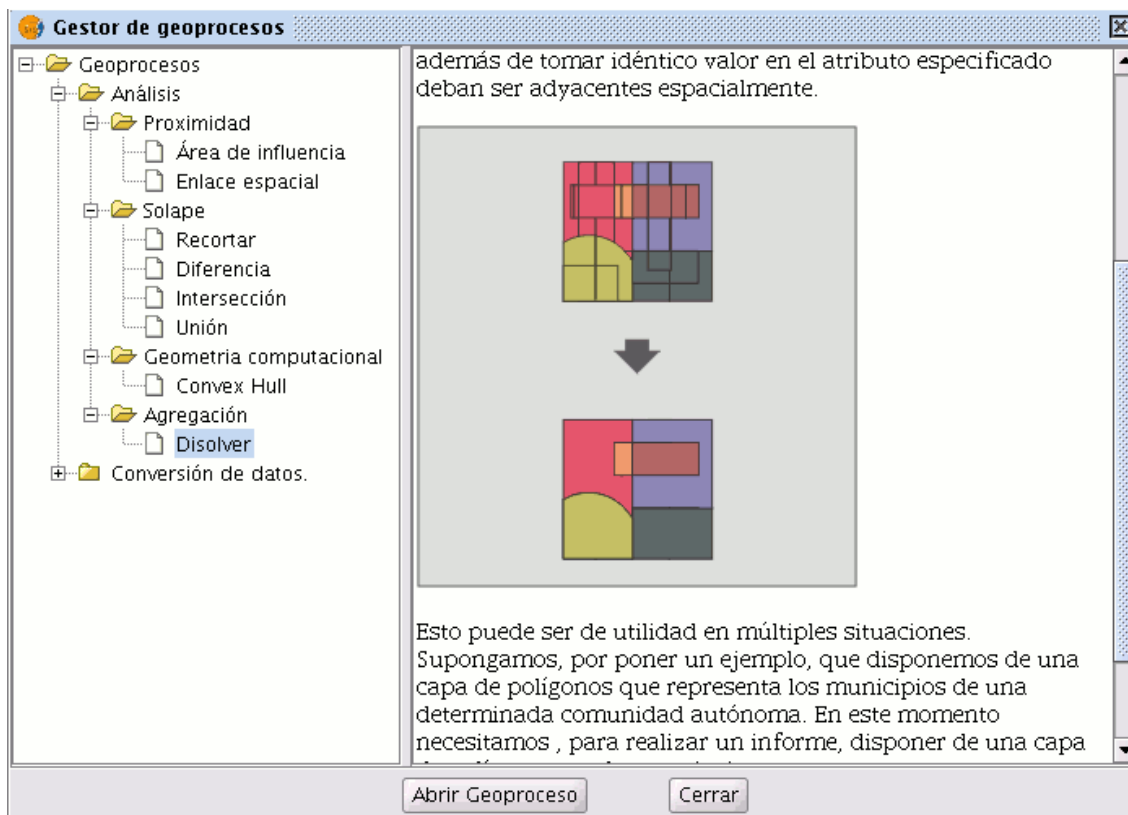 Gestor de geoprocesos
Geoprocesos
Análisis
Proximidad
Área de influencia
Enlace espacial
Solape
Recortar
Diferencia
Intersección
Unión
Geometria computacional
Convex Hull
Agregación
Disolver
Conversión de datos.
además de tomar idéntico valor en el atributo especificado
deban ser adyacentes espacialmente.
Esto puede ser de utilidad en múltiples situaciones.
Supongamos, por poner un ejemplo, que disponemos de una
capa de polígonos que representa los municipios de una
determinada comunidad autónoma. En este momento
necesitamos , para realizar un informe, disponer de una capa
Abrir Geoproceso
Cerrar